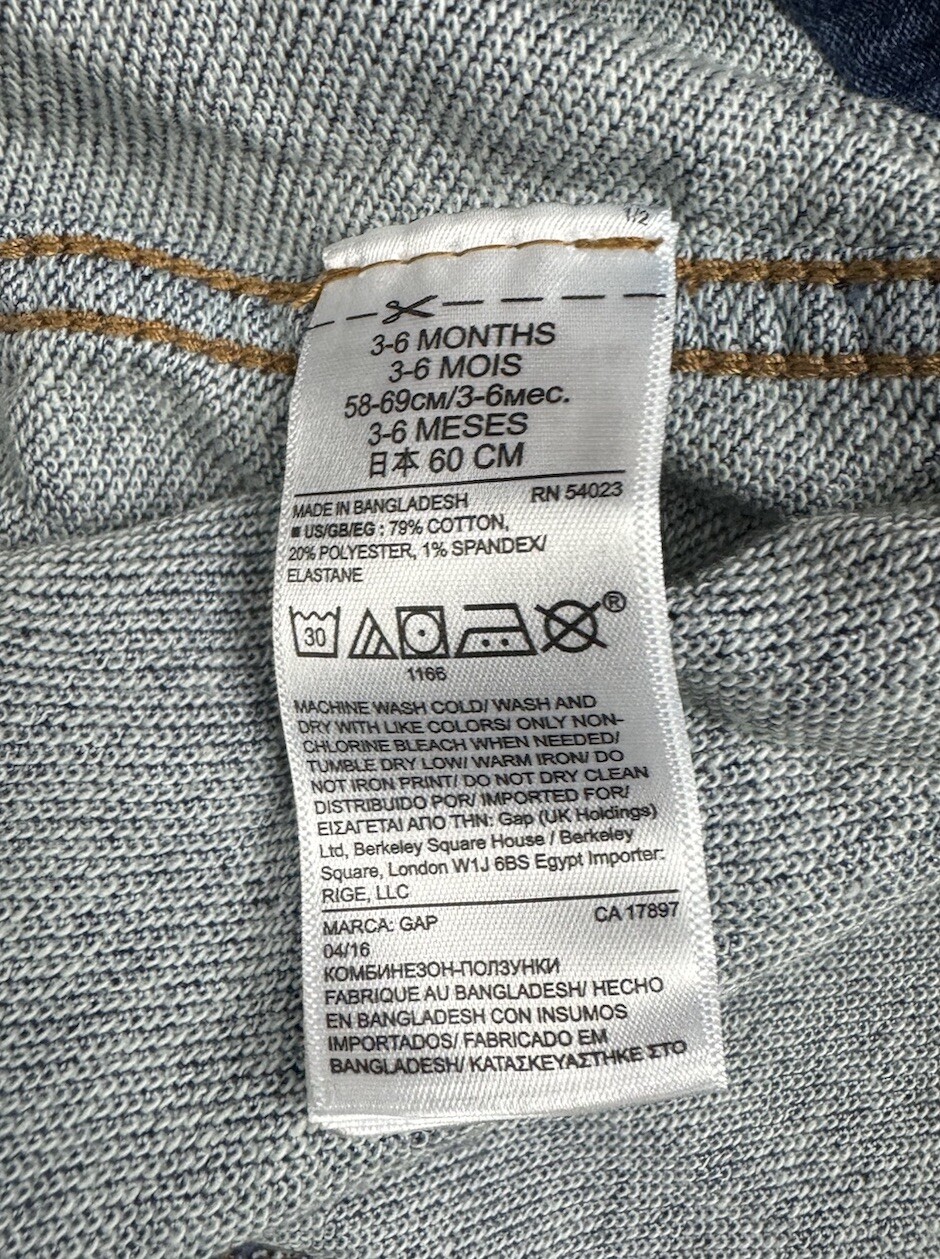 1/2
3-6 MONTHS
3-6 MOIS
58-69СМ/3-6мес.
3-6 MESES
日本 60 CM
MADE IN BANGLADESH RN 54023
■ US/GB/EG : 79% COTTON,
20% POLYESTER, 1% SPANDEX/
ELASTANE
30 ®
1166
MACHINE WASH COLD/ WASH AND
DRY WITH LIKE COLORS/ ONLY NON-
CHLORINE BLEACH WHEN NEEDED/
TUMBLE DRY LOW/ WARM IRON/ DO
NOT IRON PRINT/ DO NOT DRY CLEAN
DISTRIBUIDO POR/ IMPORTED FOR/
ΕΙΣΑΓΕΤΑΙ ΑΠΟ ΤΗΝ: Gap (UK Holdings)
Ltd, Berkeley Square House / Berkeley
Square, London W1J 6BS Egypt Importer:
RIGE, LLC
MARCA: GAP CA 17897
04/16
КОМБИНЕЗОН-ПОЛЗУНКИ
FABRIQUE AU BANGLADESH/ HECHO
EN BANGLADESH CON INSUMOS
IMPORTADOS/ FABRICADO EM
BANGLADESH/ ΚΑΤΑΣΚΕΥΑΣΤΗΚΕ ΣΤΟ